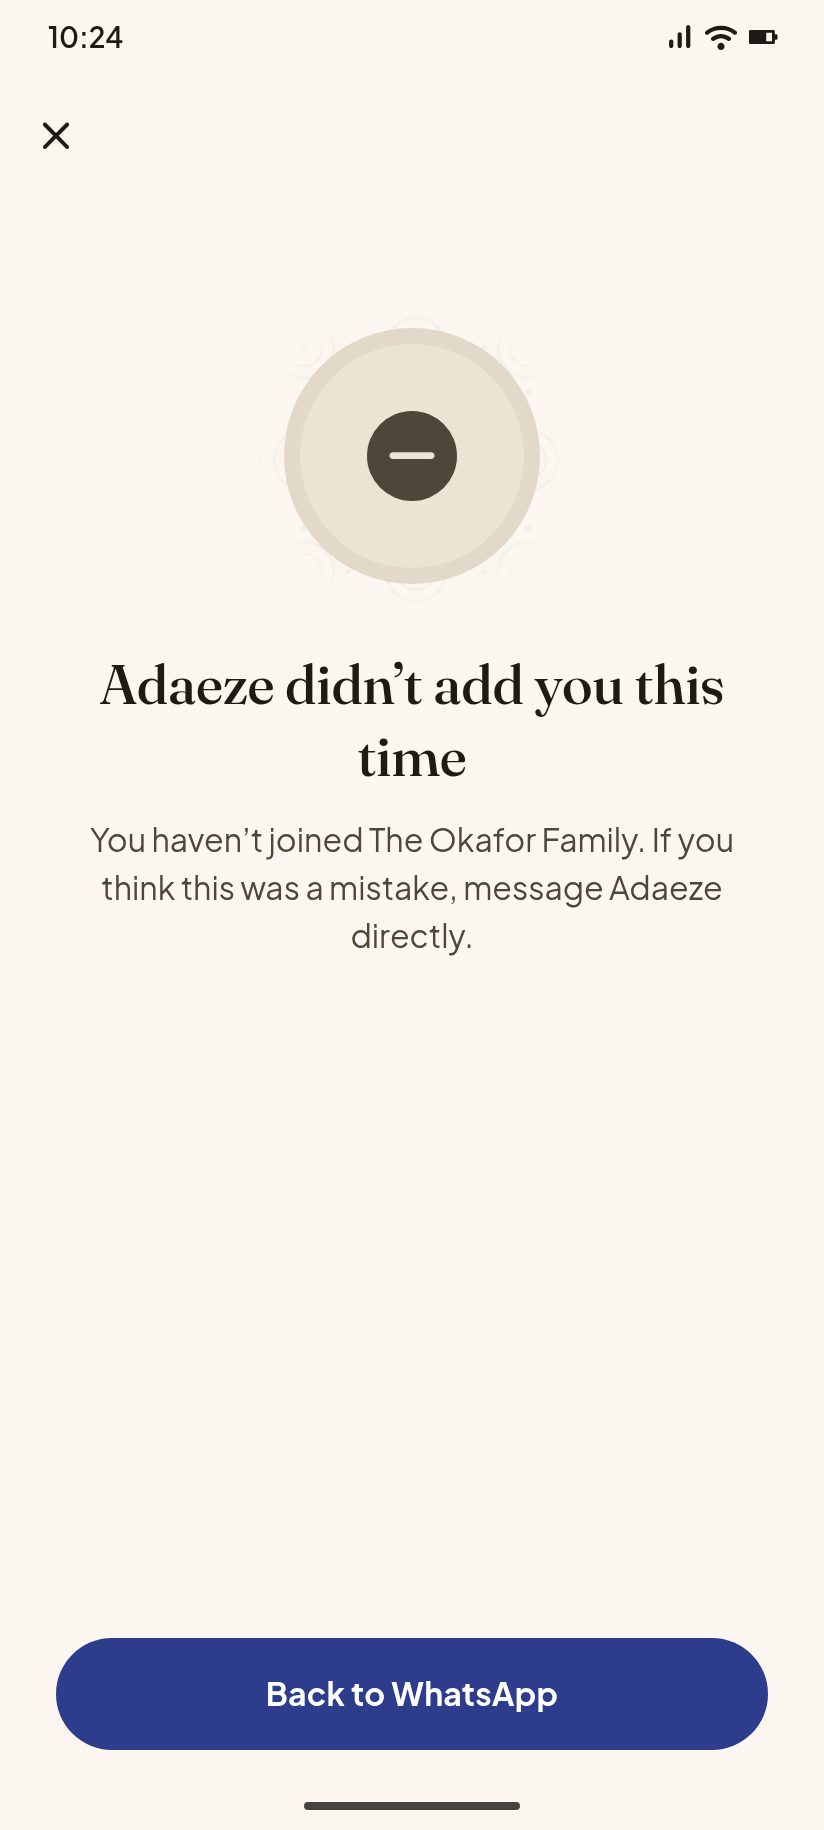 10:24
Adaeze didn’t add you this
time
You haven’t joined The Okafor Family. If you
think this was a mistake, message Adaeze
directly.
Back to WhatsApp